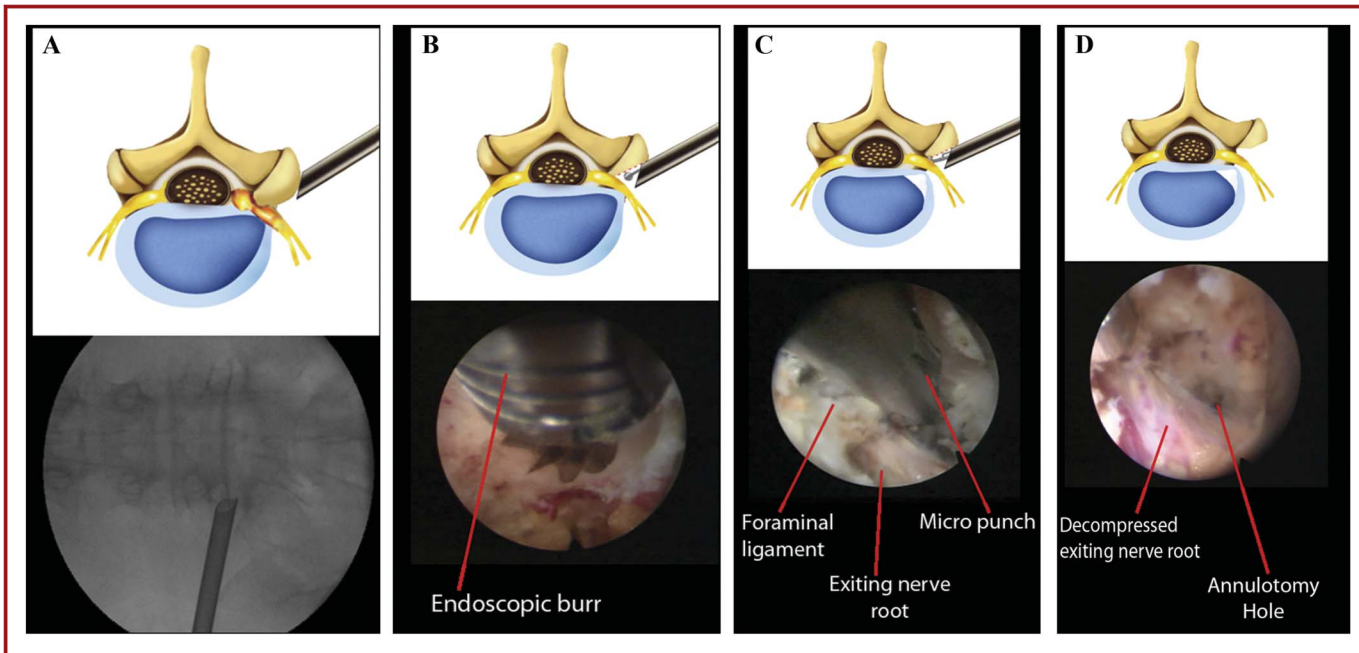 A
B
C
D
Endoscopic burr
Foraminal
ligament
Micro punch
Exiting nerve
root
Decompressed
exiting nerve root
Annulotomy
Hole